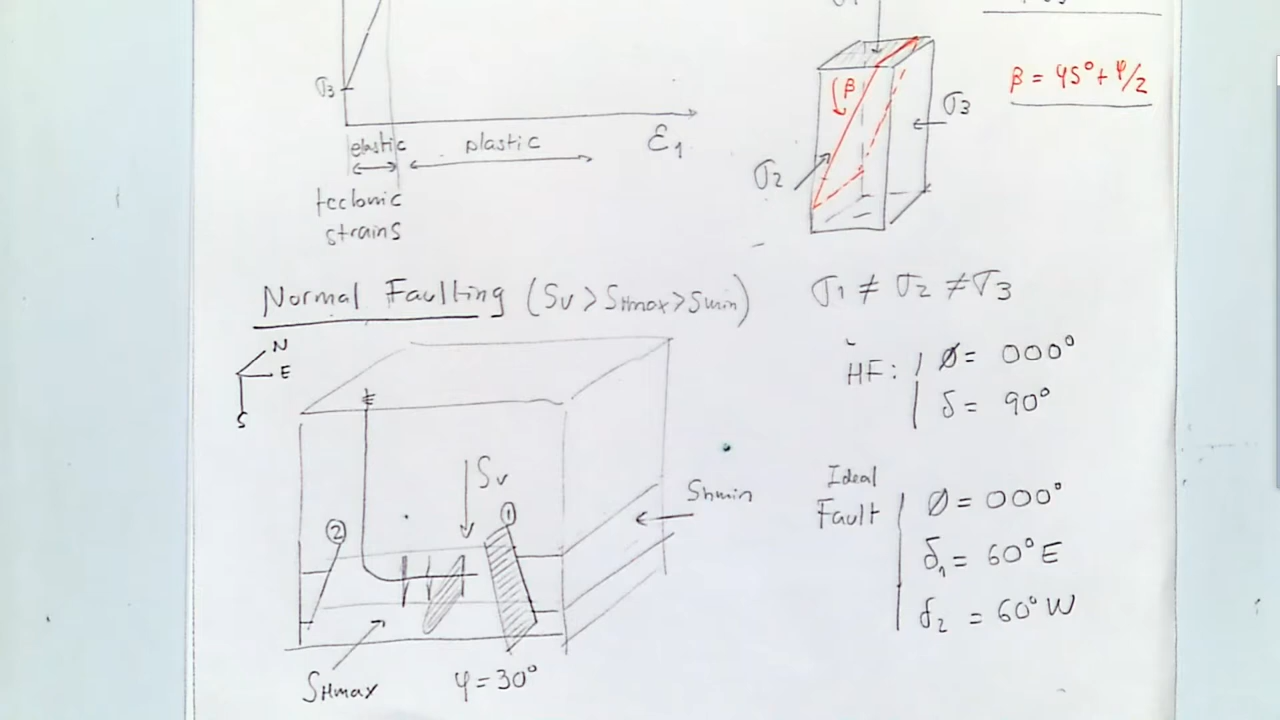 σ3
elastic
plastic
ε1
tectonic
strains
β
σ3
σ2
β = 45° + φ/2
Normal Faulting (Sv > SHmax > Smin)
σ1 ≠ σ2 ≠ σ3
N
E
S
HF: ø = 000°
δ = 90°
Sv
Shmin
1
2
Ideal
Fault
ø = 000°
δ1 = 60° E
δ2 = 60° W
SHmax
φ = 30°